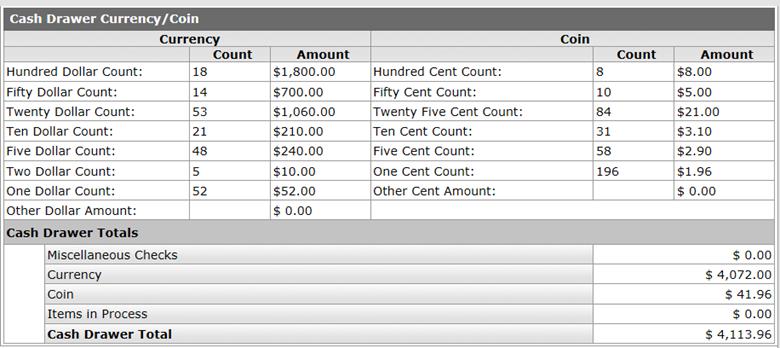 Cash Drawer Currency/Coin
Currency Coin
Count Amount Count Amount
Hundred Dollar Count: 18 $1,800.00 Hundred Cent Count: 8 $8.00
Fifty Dollar Count: 14 $700.00 Fifty Cent Count: 10 $5.00
Twenty Dollar Count: 53 $1,060.00 Twenty Five Cent Count: 84 $21.00
Ten Dollar Count: 21 $210.00 Ten Cent Count: 31 $3.10
Five Dollar Count: 48 $240.00 Five Cent Count: 58 $2.90
Two Dollar Count: 5 $10.00 One Cent Count: 196 $1.96
One Dollar Count: 52 $52.00 Other Cent Amount: $ 0.00
Other Dollar Amount: $ 0.00
Cash Drawer Totals
Miscellaneous Checks $ 0.00
Currency $ 4,072.00
Coin $ 41.96
Items in Process $ 0.00
Cash Drawer Total $ 4,113.96